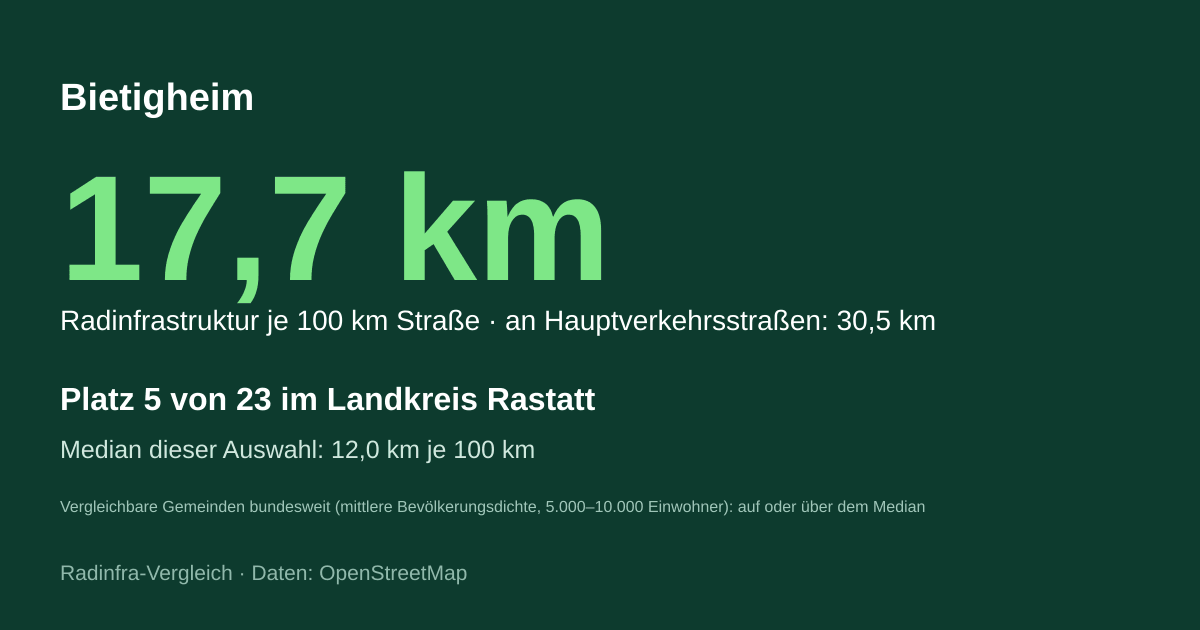 Bietigheim
17,7 km
Radinfrastruktur je 100 km Straße · an Hauptverkehrsstraßen: 30,5 km
Platz 5 von 23 im Landkreis Rastatt
Median dieser Auswahl: 12,0 km je 100 km
Vergleichbare Gemeinden bundesweit (mittlere Bevölkerungsdichte, 5.000–10.000 Einwohner): auf oder über dem Median
Radinfra-Vergleich · Daten: OpenStreetMap